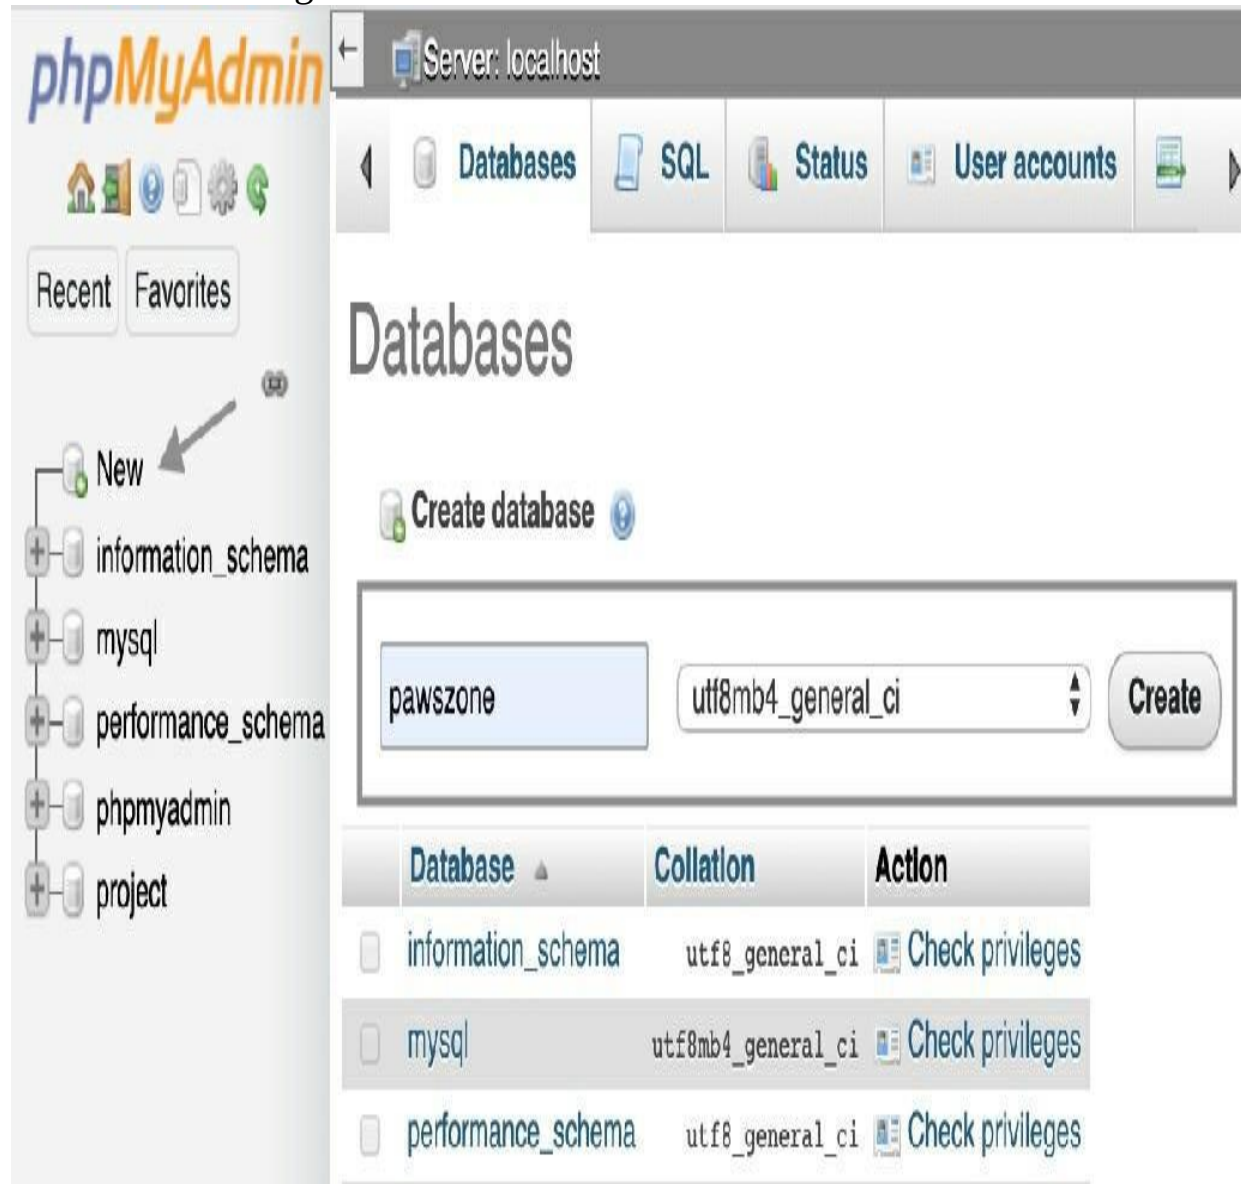 phpMyAdmin
Recent Favorites
New
information_schema
mysql
performance_schema
phpmyadmin
project
Server: localhost
Databases SQL Status User accounts
Databases
Create database
pawszone utf8mb4_general_ci Create
Database Collation Action
information_schema utf8_general_ci Check privileges
mysql utf8mb4_general_ci Check privileges
performance_schema utf8_general_ci Check privileges